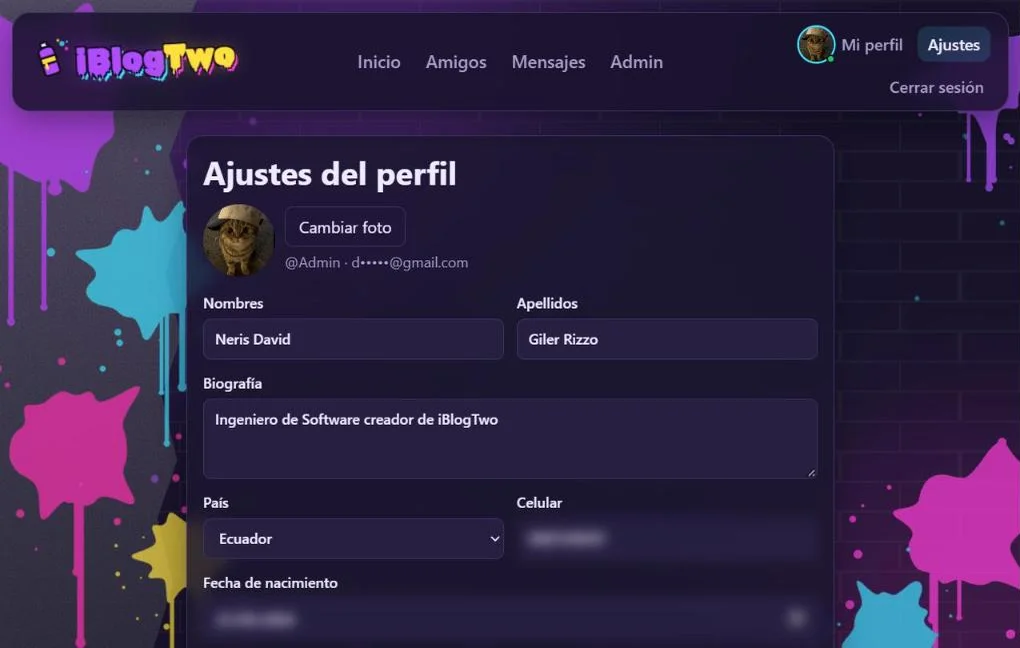 iBlogTwo
Inicio Amigos Mensajes Admin
Mi perfil Ajustes
Cerrar sesión
Ajustes del perfil
Cambiar foto
@Admin · d•••••@gmail.com
Nombres Apellidos
Neris David Giler Rizzo
Biografía
Ingeniero de Software creador de iBlogTwo
País Celular
Ecuador
Fecha de nacimiento